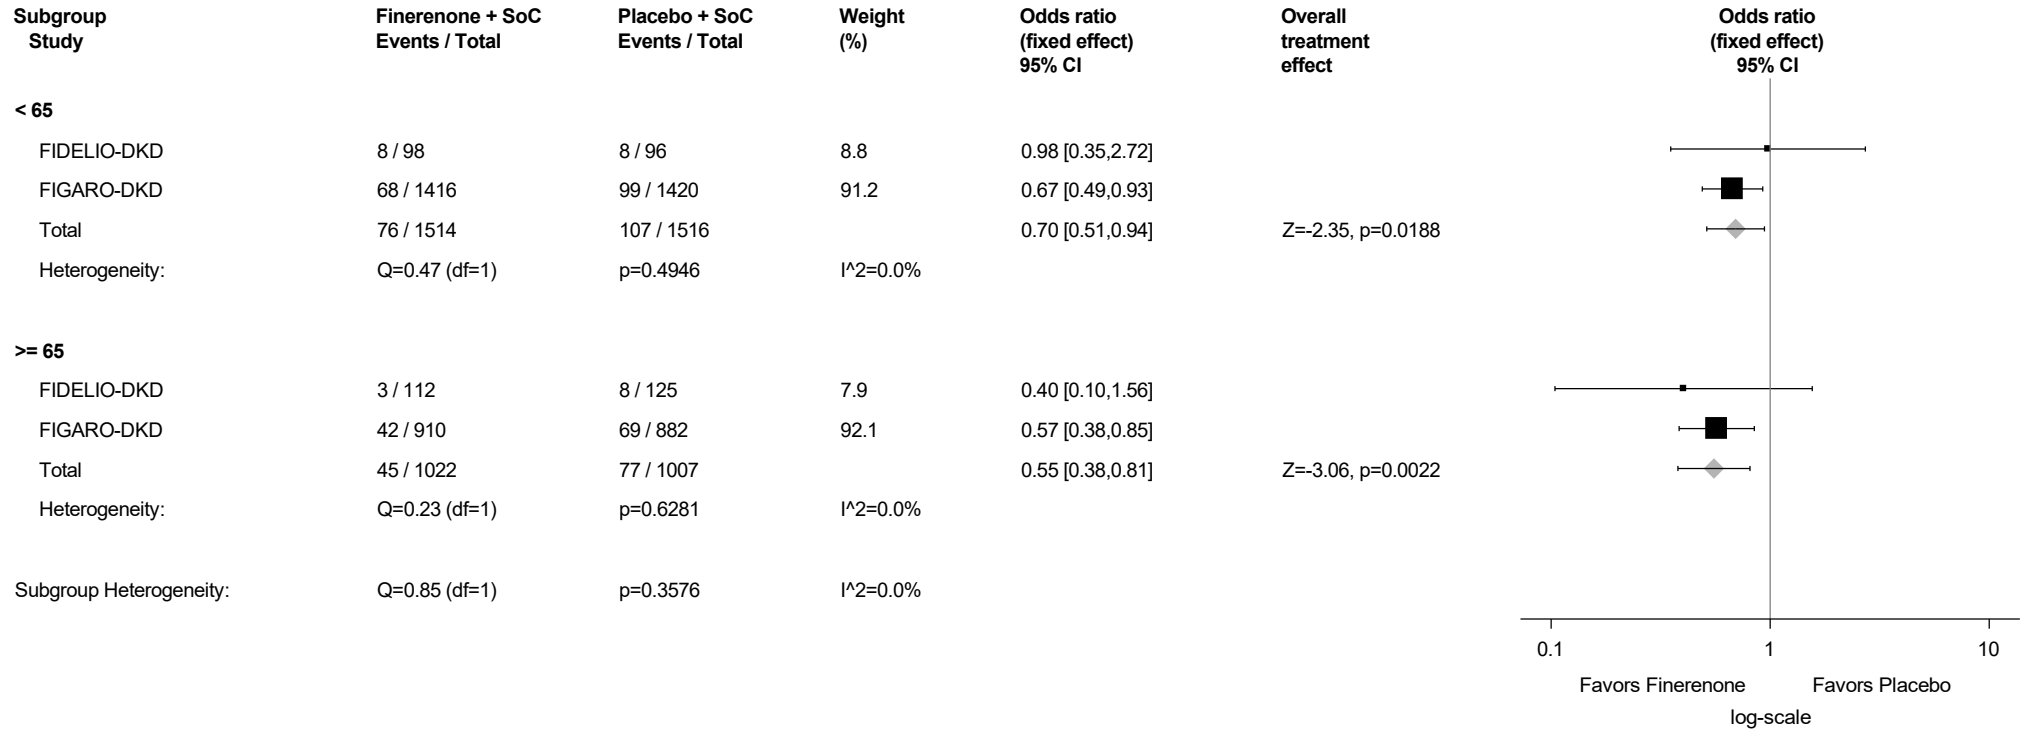 Subgroup Finerenone + SoC Placebo + SoC Weight Odds ratio Overall Odds ratio
Study Events / Total Events / Total (%) (fixed effect) treatment (fixed effect)
95% CI effect 95% CI
< 65
FIDELIO-DKD 8 / 98 8 / 96 8.8 0.98 [0.35,2.72]
FIGARO-DKD 68 / 1416 99 / 1420 91.2 0.67 [0.49,0.93]
Total 76 / 1514 107 / 1516 0.70 [0.51,0.94] Z=-2.35, p=0.0188
Heterogeneity: Q=0.47 (df=1) p=0.4946 I^2=0.0%
>= 65
FIDELIO-DKD 3 / 112 8 / 125 7.9 0.40 [0.10,1.56]
FIGARO-DKD 42 / 910 69 / 882 92.1 0.57 [0.38,0.85]
Total 45 / 1022 77 / 1007 0.55 [0.38,0.81] Z=-3.06, p=0.0022
Heterogeneity: Q=0.23 (df=1) p=0.6281 I^2=0.0%
Subgroup Heterogeneity: Q=0.85 (df=1) p=0.3576 I^2=0.0%
0.1 1 10
Favors Finerenone Favors Placebo
log-scale